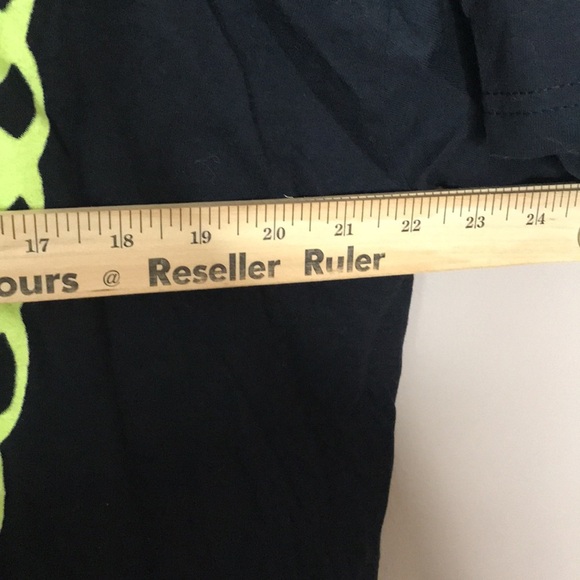 17 18 19 20 21 22 23 24
ours @ Reseller Ruler